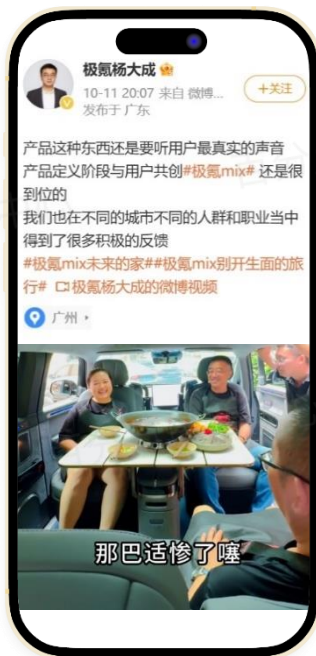 极氪杨大成
10-11 20:07 来自 微博...
发布于 广东
+关注
产品这种东西还是要听用户最真实的声音
产品定义阶段与用户共创#极氪mix# 还是很
到位的
我们也在不同的城市不同的人群和职业当中
得到了很多积极的反馈
#极氪mix未来的家##极氪mix别开生面的旅
行# 极氪杨大成的微博视频
广州
那巴适惨了噻